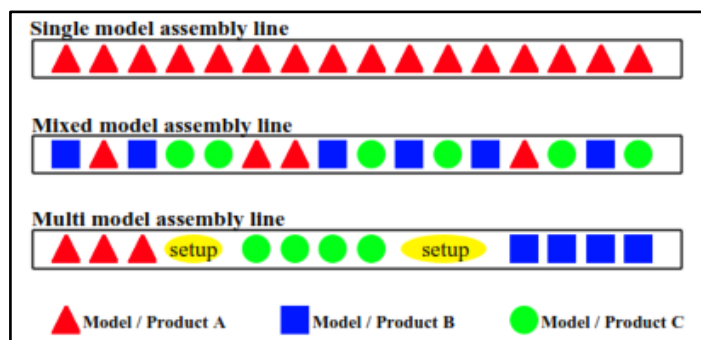 Single model assembly line
Mixed model assembly line
Multi model assembly line
setup setup
Model / Product A Model / Product B Model / Product C